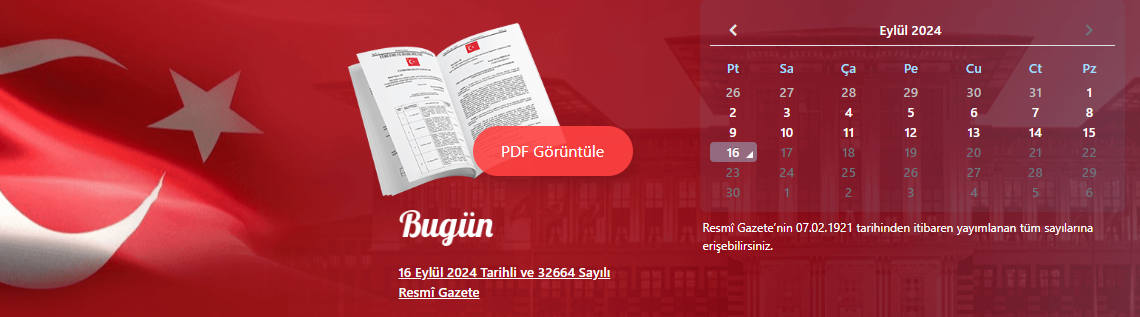 PDF Görüntüle
Bugün
16 Eylül 2024 Tarihli ve 32664 Sayılı
Resmî Gazete
Eylül 2024
Pt Sa Ça Pe Cu Ct Pz
26 27 28 29 30 31 1
2 3 4 5 6 7 8
9 10 11 12 13 14 15
16 17 18 19 20 21 22
23 24 25 26 27 28 29
30 1 2 3 4 5 6
Resmî Gazete’nin 07.02.1921 tarihinden itibaren yayımlanan tüm sayılarına
erişebilirsiniz.